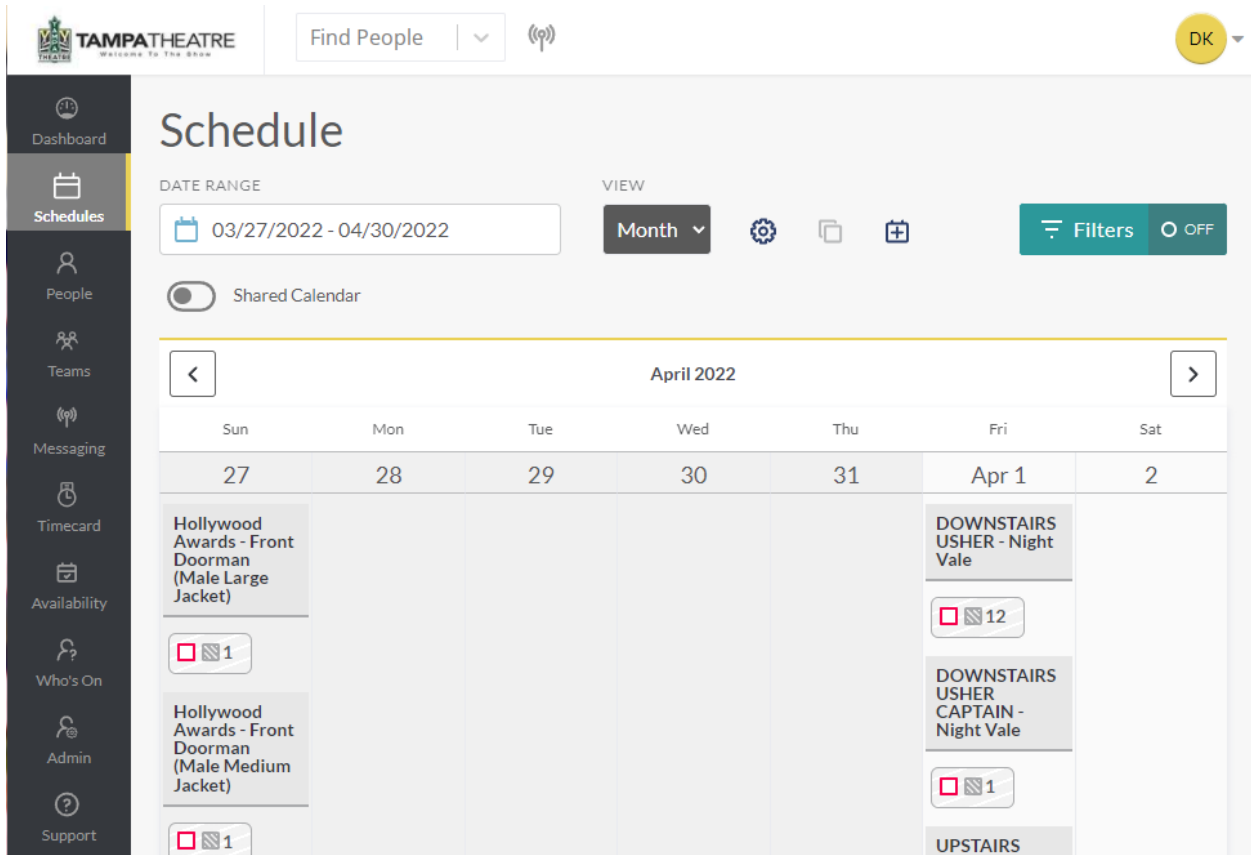 THEATRE
TAMPATHEATRE
Welcome To The Show
Find People
DK
Dashboard
Schedules
People
Teams
Messaging
Timecard
Availability
Who's On
Admin
Support
Schedule
DATE RANGE
VIEW
03/27/2022 - 04/30/2022
Month
Filters
OFF
Shared Calendar
April 2022
Sun Mon Tue Wed Thu Fri Sat
27 28 29 30 31 Apr 1 2
Hollywood
Awards - Front
Doorman
(Male Large
Jacket)
1
Hollywood
Awards - Front
Doorman
(Male Medium
Jacket)
1
DOWNSTAIRS
USHER - Night
Vale
12
DOWNSTAIRS
USHER
CAPTAIN -
Night Vale
1
UPSTAIRS